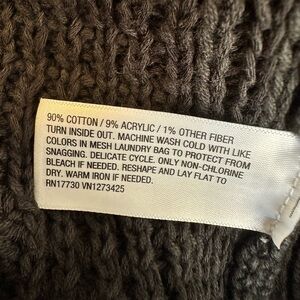 90% COTTON / 9% ACRYLIC / 1% OTHER FIBER
TURN INSIDE OUT. MACHINE WASH COLD WITH LIKE
COLORS IN MESH LAUNDRY BAG TO PROTECT FROM
SNAGGING. DELICATE CYCLE. ONLY NON-CHLORINE
BLEACH IF NEEDED. RESHAPE AND LAY FLAT TO
DRY. WARM IRON IF NEEDED.
RN17730 VN1273425